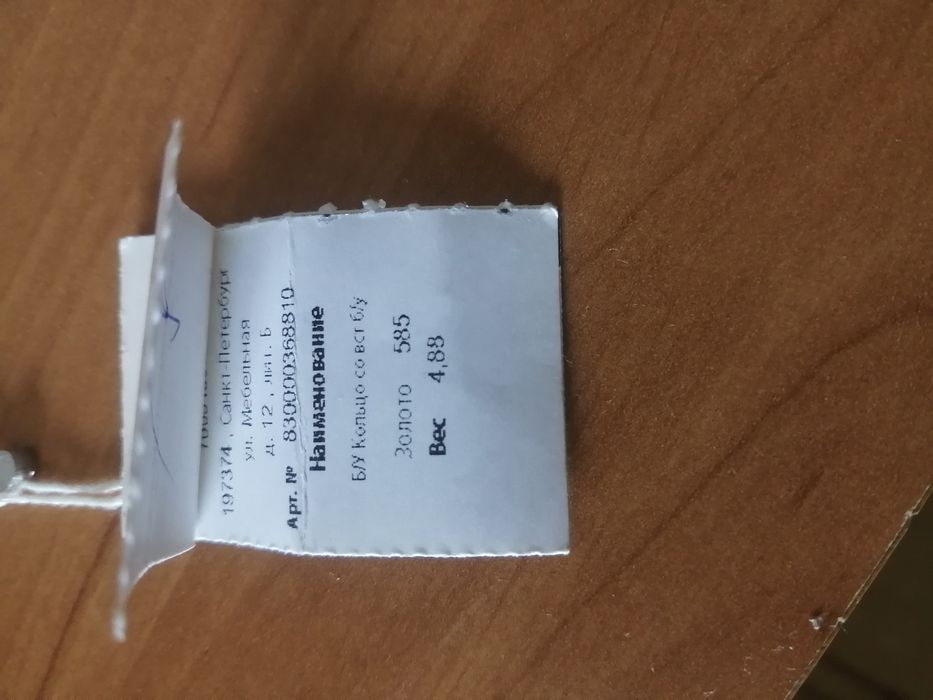 197374 , Санкт-Петербург
ул. Мебельная
д. 12 , лит. Б
Арт. № 830000368810
Наименование
Б/У Кольцо со вст б/у
Золото 585
Вес 4,88